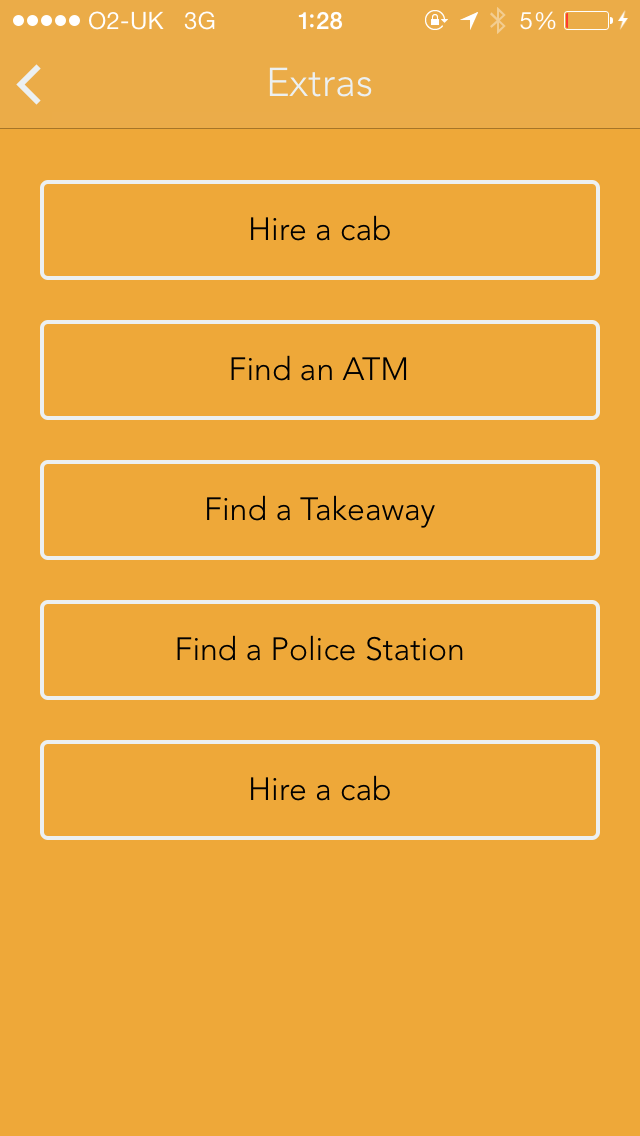 O2-UK 3G 1:28 5%
Extras
Hire a cab
Find an ATM
Find a Takeaway
Find a Police Station
Hire a cab